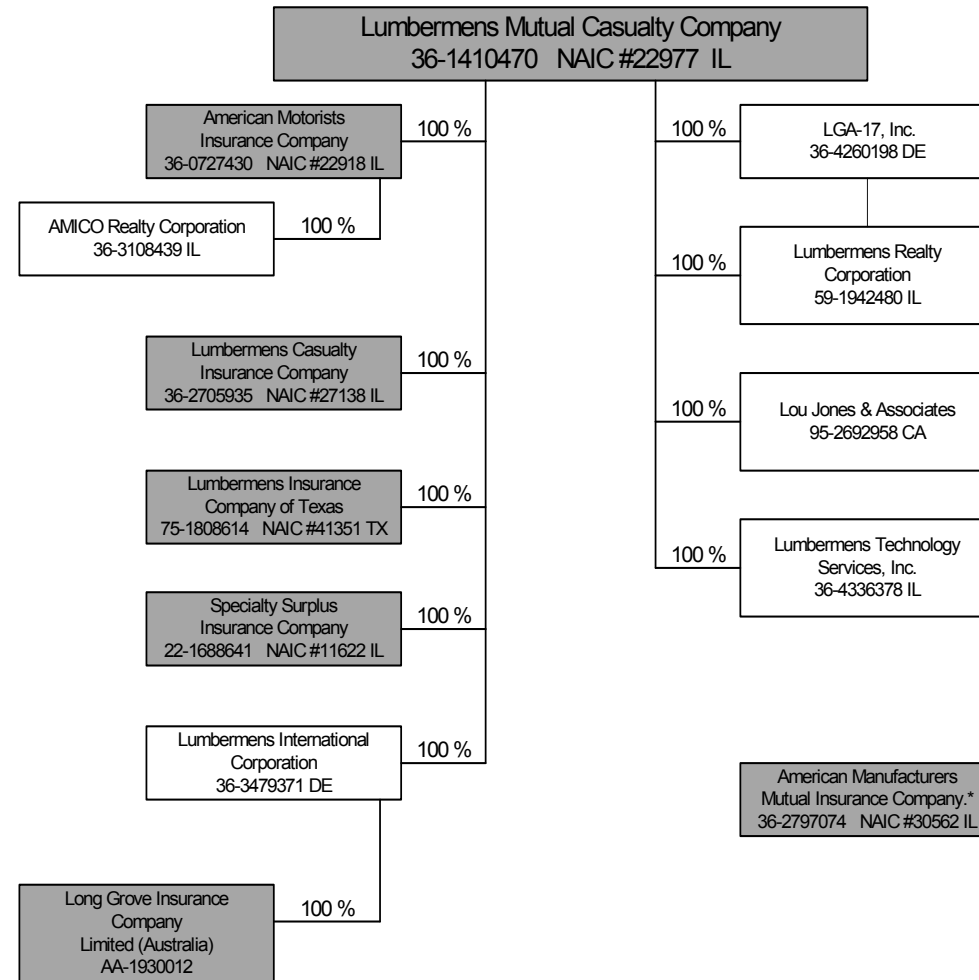 Lumbermens Mutual Casualty Company
36-1410470 NAIC #22977 IL
American Motorists
Insurance Company
36-0727430 NAIC #22918 IL
100 %
AMICO Realty Corporation
36-3108439 IL
100 %
Lumbermens Casualty
Insurance Company
36-2705935 NAIC #27138 IL
100 %
Lumbermens Insurance
Company of Texas
75-1808614 NAIC #41351 TX
100 %
Specialty Surplus
Insurance Company
22-1688641 NAIC #11622 IL
100 %
Lumbermens International
Corporation
36-3479371 DE
100 %
Long Grove Insurance
Company
Limited (Australia)
AA-1930012
100 %
100 %
LGA-17, Inc.
36-4260198 DE
100 %
Lumbermens Realty
Corporation
59-1942480 IL
100 %
Lou Jones & Associates
95-2692958 CA
100 %
Lumbermens Technology
Services, Inc.
36-4336378 IL
American Manufacturers
Mutual Insurance Company.*
36-2797074 NAIC #30562 IL